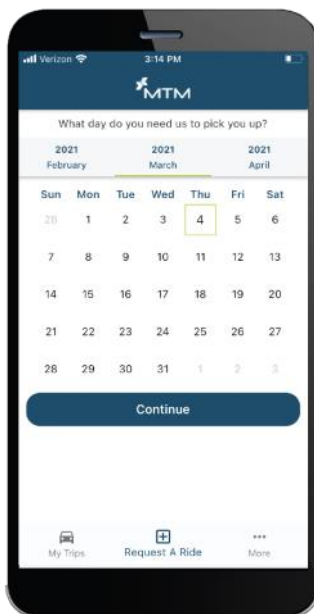 Verizon 3:14 PM
MTM
What day do you need us to pick you up?
2021 2021 2021
February March April
Sun Mon Tue Wed Thu Fri Sat
28 1 2 3 4 5 6
7 8 9 10 11 12 13
14 15 16 17 18 19 20
21 22 23 24 25 26 27
28 29 30 31 1 2 3
Continue
My Trips Request A Ride More